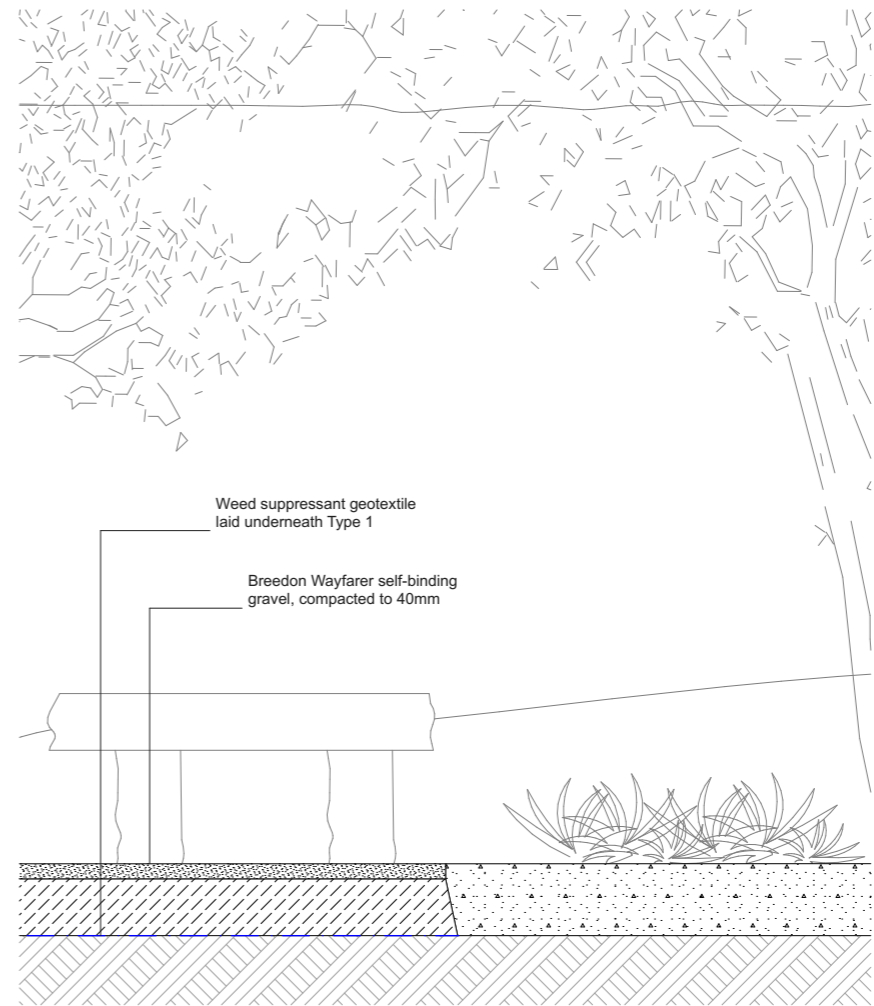 Weed suppressant geotextile
laid underneath Type 1
Breedon Wayfarer self-binding
gravel, compacted to 40mm